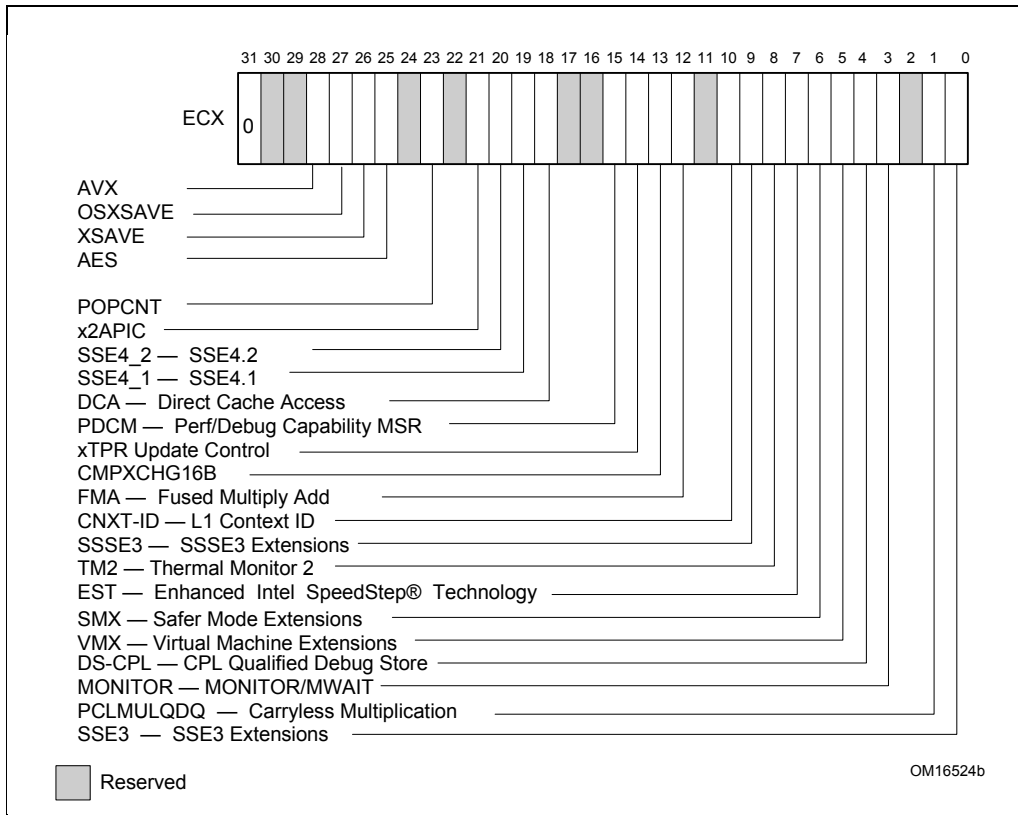 31 30 29 28 27 26 25 24 23 22 21 20 19 18 17 16 15 14 13 12 11 10 9 8 7 6 5 4 3 2 1 0
ECX
0
AVX
OSXSAVE
XSAVE
AES
POPCNT
x2APIC
SSE4_2 — SSE4.2
SSE4_1 — SSE4.1
DCA — Direct Cache Access
PDCM — Perf/Debug Capability MSR
xTPR Update Control
CMPXCHG16B
FMA — Fused Multiply Add
CNXT-ID — L1 Context ID
SSSE3 — SSSE3 Extensions
TM2 — Thermal Monitor 2
EST — Enhanced Intel SpeedStep® Technology
SMX — Safer Mode Extensions
VMX — Virtual Machine Extensions
DS-CPL — CPL Qualified Debug Store
MONITOR — MONITOR/MWAIT
PCLMULQDQ — Carryless Multiplication
SSE3 — SSE3 Extensions
Reserved
OM16524b